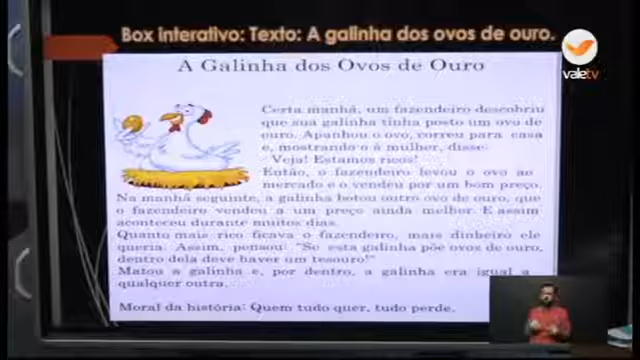 Box interativo: Texto: A galinha dos ovos de ouro.
valetv
A Galinha dos Ovos de Ouro
Certa manhã, um fazendeiro descobriu
que sua galinha tinha posto um ovo de
ouro. Apanhou o ovo, correu para casa
e, mostrando-o à mulher, disse:
- Veja! Estamos ricos!
Então, o fazendeiro levou o ovo ao
mercado e o vendeu por um bom preço.
Na manhã seguinte, a galinha botou outro ovo de ouro, que
o fazendeiro vendeu a um preço ainda melhor. E assim
aconteceu durante muitos dias.
Quanto mais rico ficava o fazendeiro, mais dinheiro ele
queria. Assim, pensou: "Se esta galinha põe ovos de ouro,
dentro dela deve haver um tesouro!"
Matou a galinha e, por dentro, a galinha era igual a
qualquer outra.
Moral da história: Quem tudo quer, tudo perde.